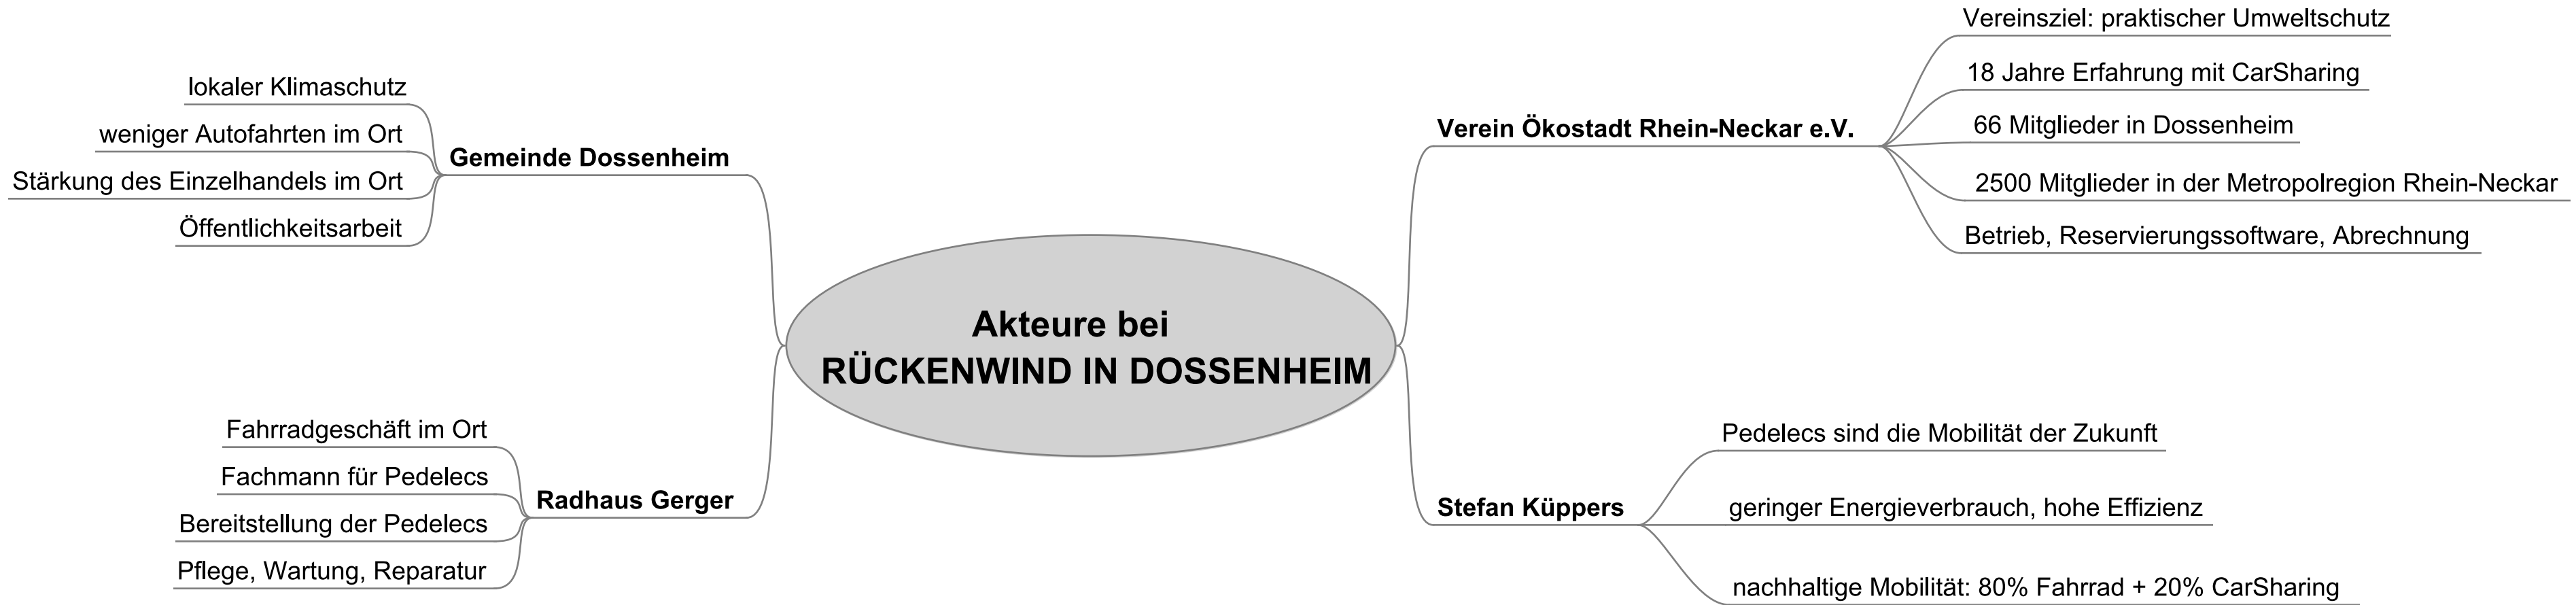 Akteure bei
RÜCKENWIND IN DOSSENHEIM
Gemeinde Dossenheim
lokaler Klimaschutz
weniger Autofahrten im Ort
Stärkung des Einzelhandels im Ort
Öffentlichkeitsarbeit
Radhaus Gerger
Fahrradgeschäft im Ort
Fachmann für Pedelecs
Bereitstellung der Pedelecs
Pflege, Wartung, Reparatur
Verein Ökostadt Rhein-Neckar e.V.
Vereinsziel: praktischer Umweltschutz
18 Jahre Erfahrung mit CarSharing
66 Mitglieder in Dossenheim
2500 Mitglieder in der Metropolregion Rhein-Neckar
Betrieb, Reservierungssoftware, Abrechnung
Stefan Küppers
Pedelecs sind die Mobilität der Zukunft
geringer Energieverbrauch, hohe Effizienz
nachhaltige Mobilität: 80% Fahrrad + 20% CarSharing